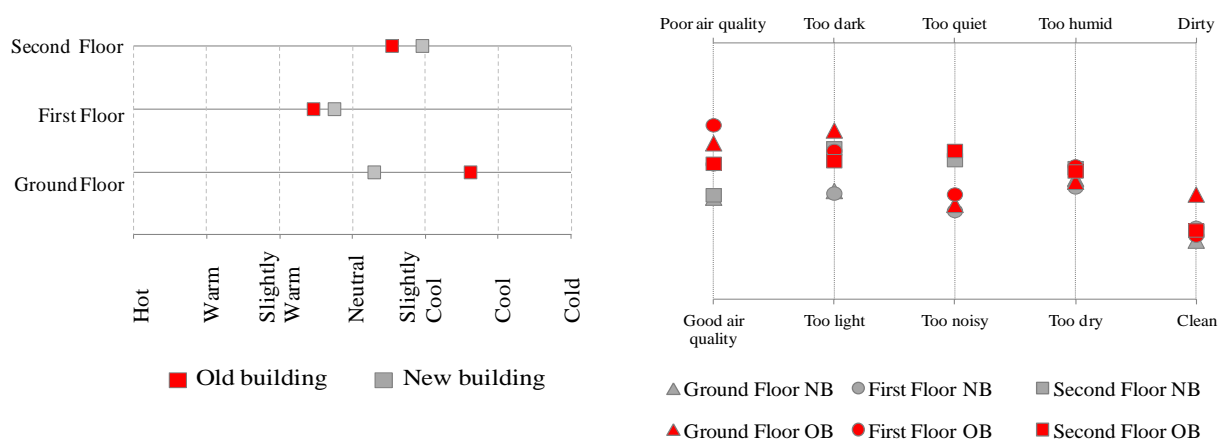 Second Floor
First Floor
Ground Floor
Hot
Warm
Slightly
Warm
Neutral
Slightly
Cool
Cool
Cold
Old building
New building
Poor air quality
Too dark
Too quiet
Too humid
Dirty
Good air
quality
Too light
Too noisy
Too dry
Clean
Ground Floor NB
First Floor NB
Second Floor NB
Ground Floor OB
First Floor OB
Second Floor OB